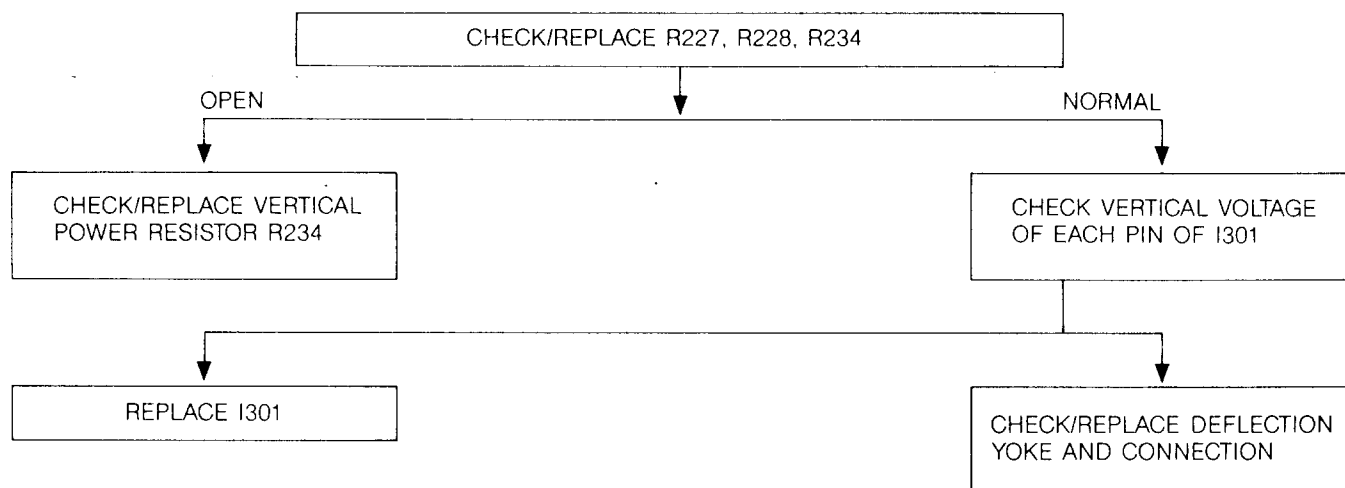 CHECK/REPLACE R227, R228, R234
OPEN
NORMAL
CHECK/REPLACE VERTICAL
POWER RESISTOR R234
CHECK VERTICAL VOLTAGE
OF EACH PIN OF I301
REPLACE I301
CHECK/REPLACE DEFLECTION
YOKE AND CONNECTION